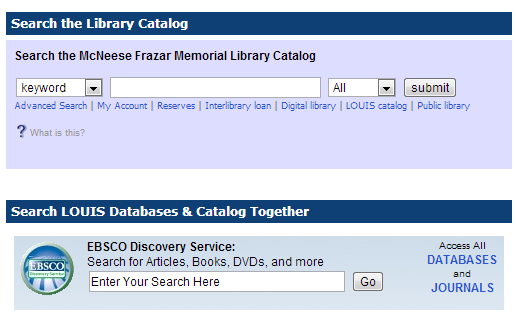 Search the Library Catalog
Search the McNeese Frazar Memorial Library Catalog
keyword All submit
Advanced Search | My Account | Reserves | Interlibrary loan | Digital library | LOUIS catalog | Public library
? What is this?
Search LOUIS Databases & Catalog Together
EBSCO Discovery Service:
Search for Articles, Books, DVDs, and more
Enter Your Search Here Go
EBSCO
Discovery Service
Access All
DATABASES
and
JOURNALS